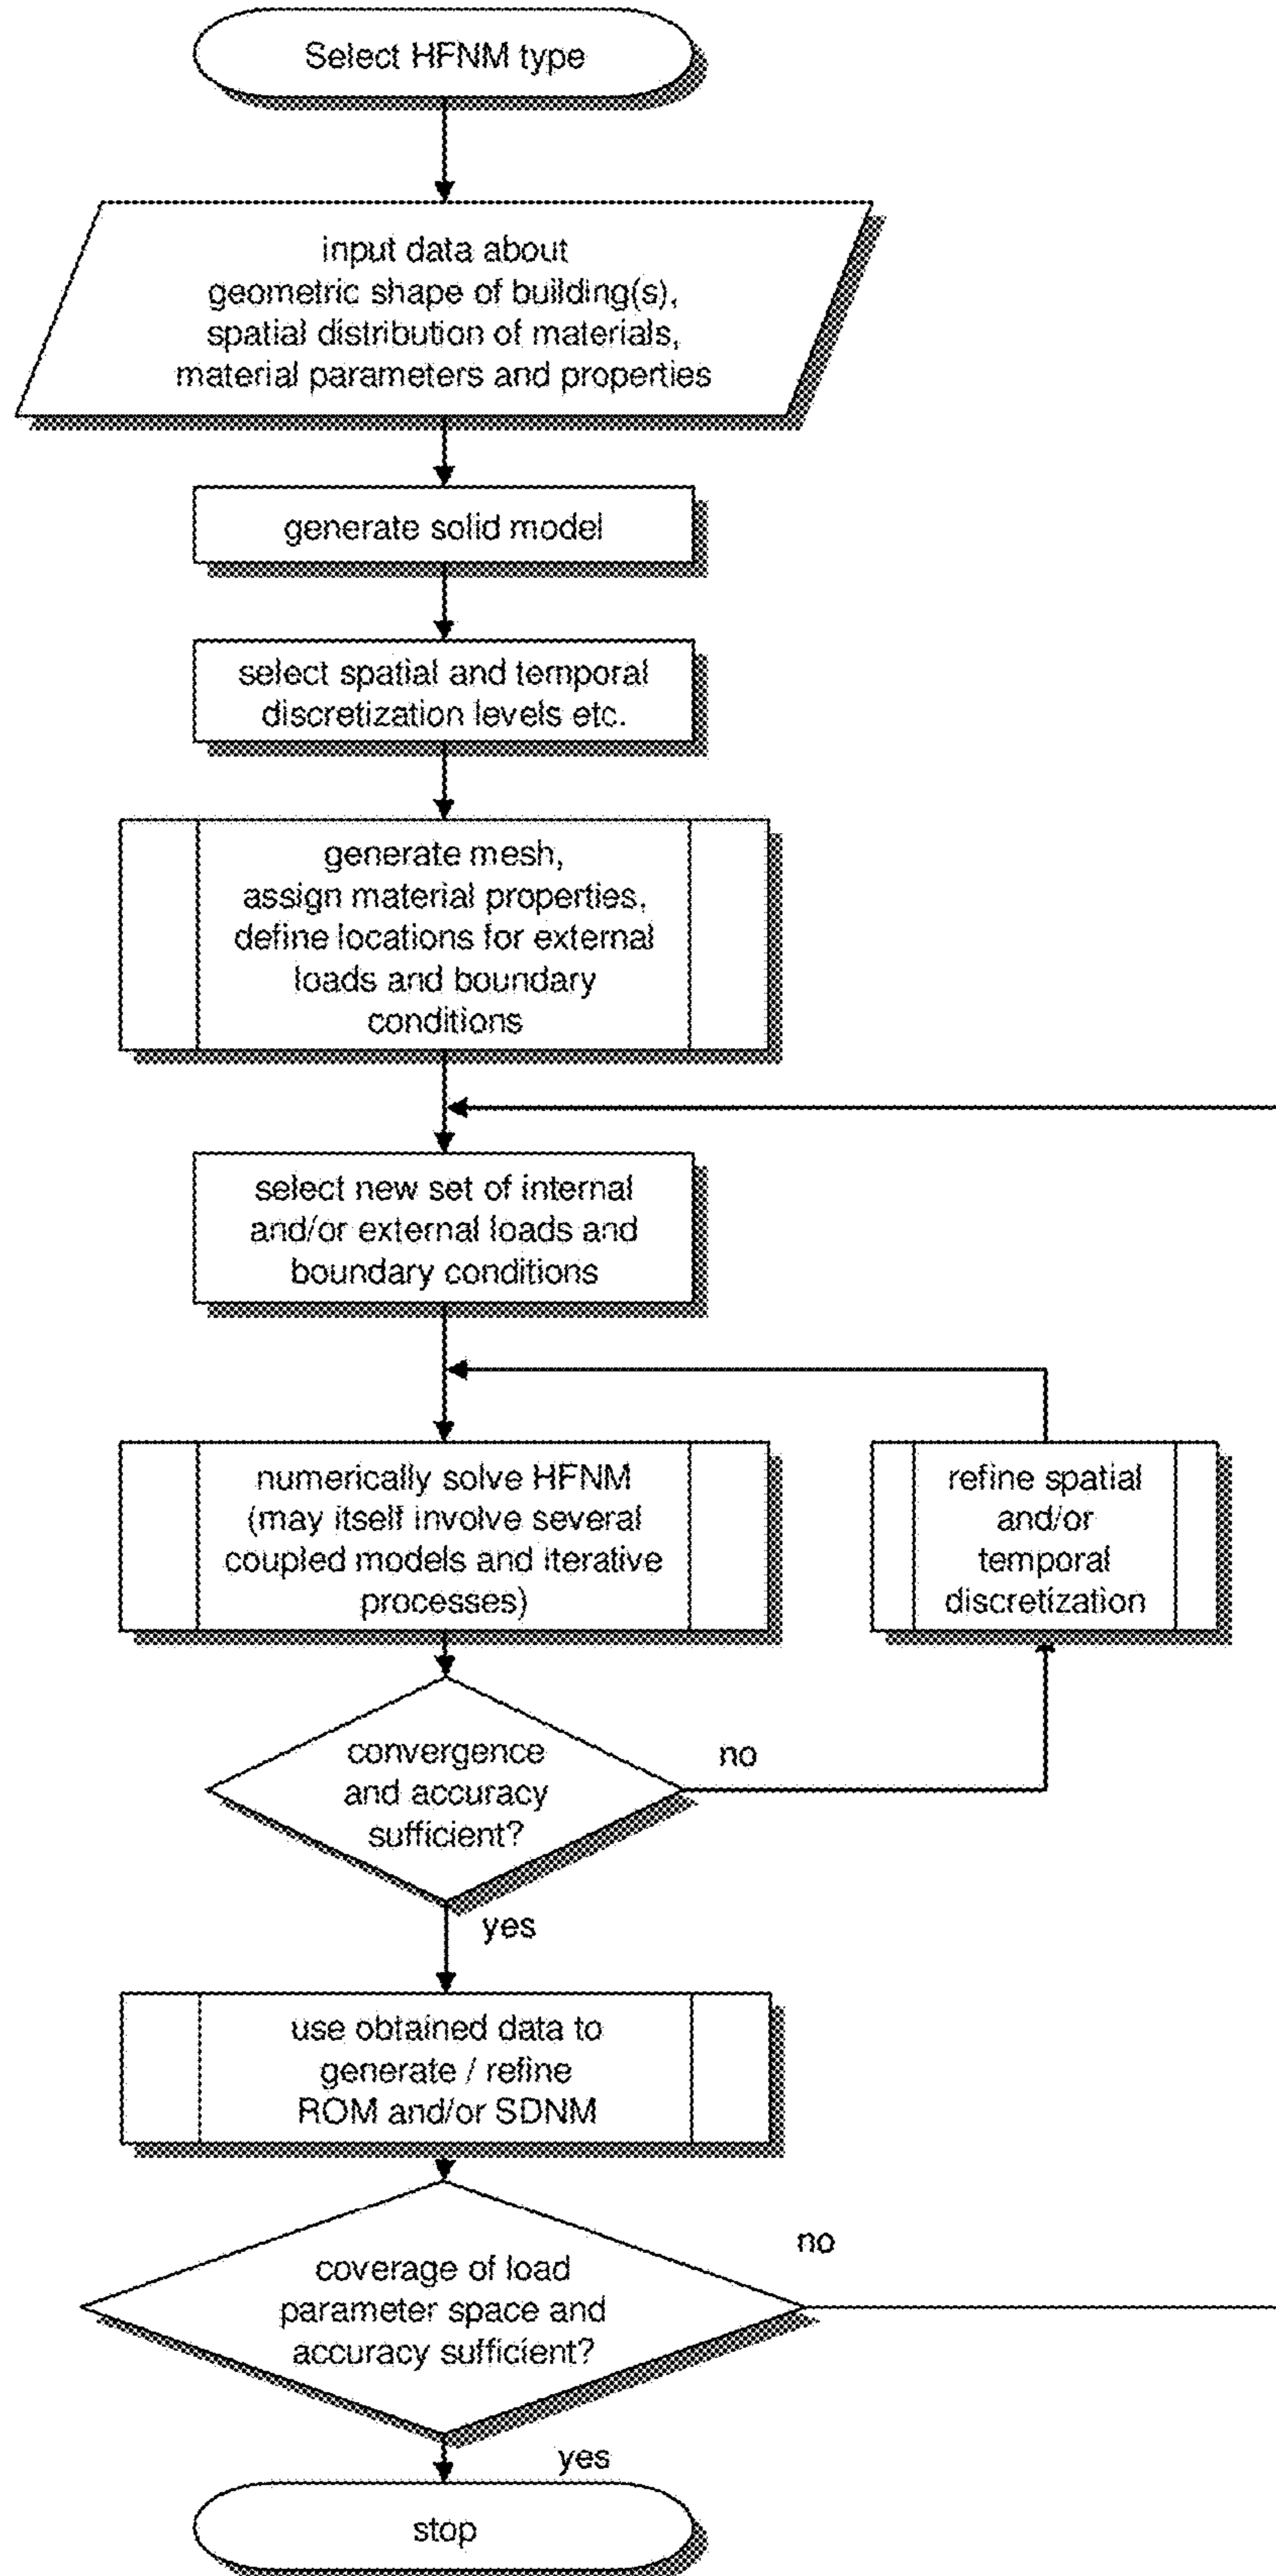 Select HFNM type
input data about
geometric shape of building(s),
spatial distribution of materials,
material parameters and properties
generate solid model
select spatial and temporal
discretization levels etc.
generate mesh,
assign material properties,
define locations for external
loads and boundary
conditions
select new set of internal
and/or external loads and
boundary conditions
numerically solve HFNM
(may itself involve several
coupled models and iterative
processes)
refine spatial
and/or
temporal
discretization
convergence
and accuracy
sufficient?
no
yes
use obtained data to
generate / refine
ROM and/or SDNM
coverage of load
parameter space and
accuracy sufficient?
no
yes
stop